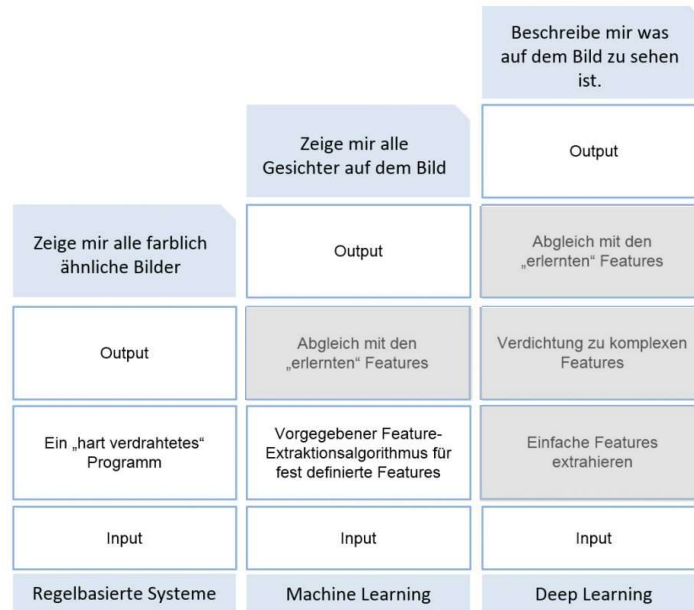 Beschreibe mir was
auf dem Bild zu sehen
ist.
Output
Abgleich mit den
„erlernten“ Features
Verdichtung zu komplexen
Features
Einfache Features
extrahieren
Input
Deep Learning
Zeige mir alle
Gesichter auf dem Bild
Output
Abgleich mit den
„erlernten“ Features
Vorgegebener Feature-
Extraktionsalgorithmus für
fest definierte Features
Input
Machine Learning
Zeige mir alle farblich
ähnliche Bilder
Output
Ein „hart verdrahtetes“
Programm
Input
Regelbasierte Systeme